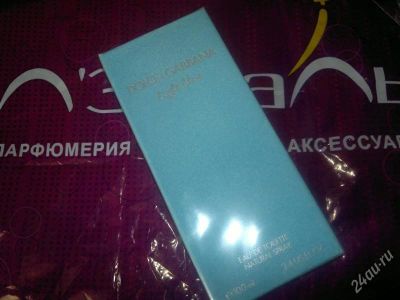 Л'Этуаль
ПАРФЮМЕРИЯ
АКСЕССУА
DOLCE & GABBANA
light blue
EAU DE TOILETTE
NATURAL SPRAY
24au.ru